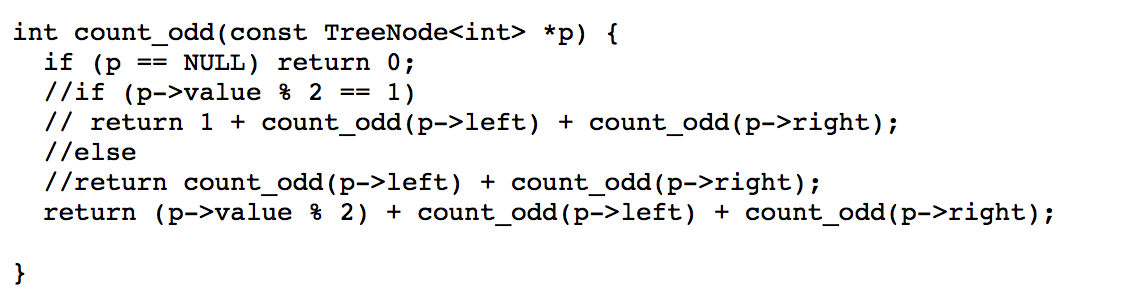 int count_odd(const TreeNode<int> *p) {
  if (p == NULL) return 0;
  //if (p->value % 2 == 1)
  // return 1 + count_odd(p->left) + count_odd(p->right);
  //else
  //return count_odd(p->left) + count_odd(p->right);
  return (p->value % 2) + count_odd(p->left) + count_odd(p->right);
}